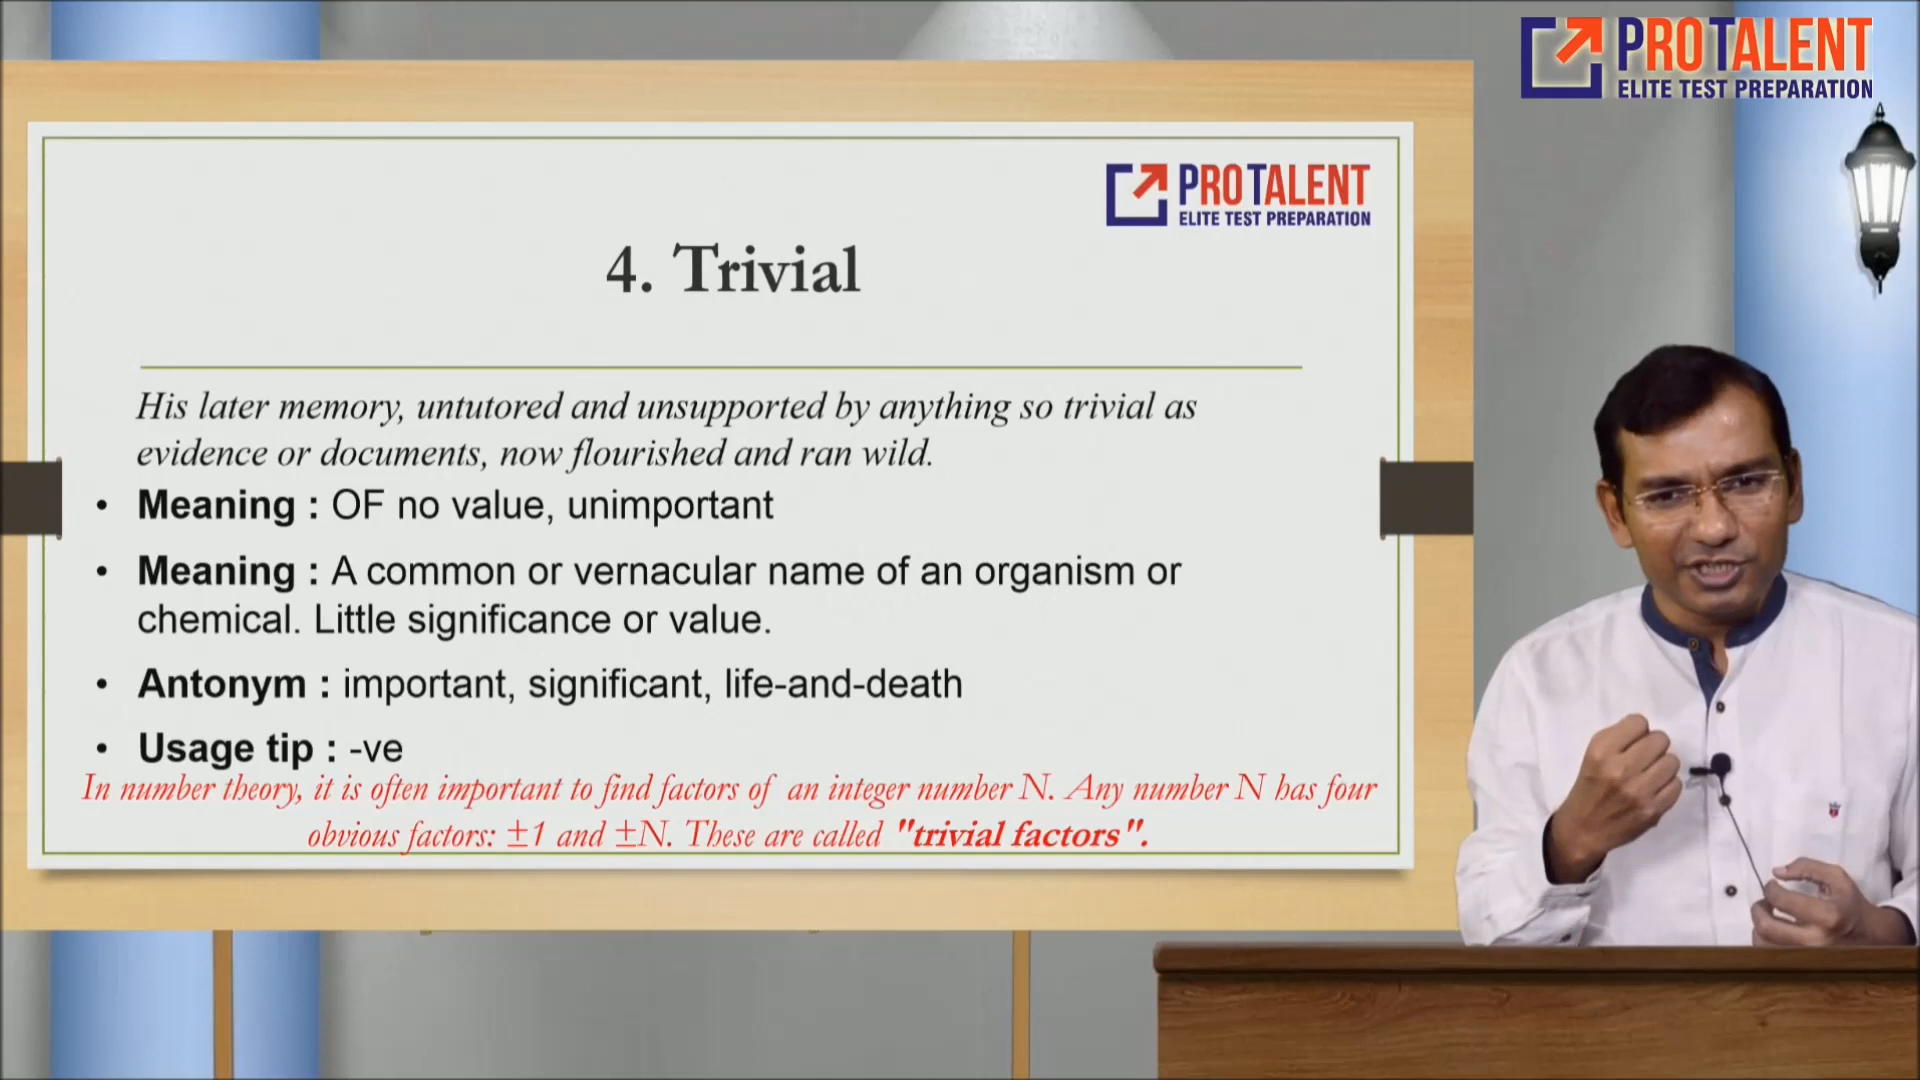 PROTALENT
ELITE TEST PREPARATION
PROTALENT
ELITE TEST PREPARATION
4. Trivial
His later memory, untutored and unsupported by anything so trivial as
evidence or documents, now flourished and ran wild.
• Meaning : OF no value, unimportant
• Meaning : A common or vernacular name of an organism or
chemical. Little significance or value.
• Antonym : important, significant, life-and-death
• Usage tip : -ve
In number theory, it is often important to find factors of an integer number N. Any number N has four
obvious factors: ±1 and ±N. These are called "trivial factors".